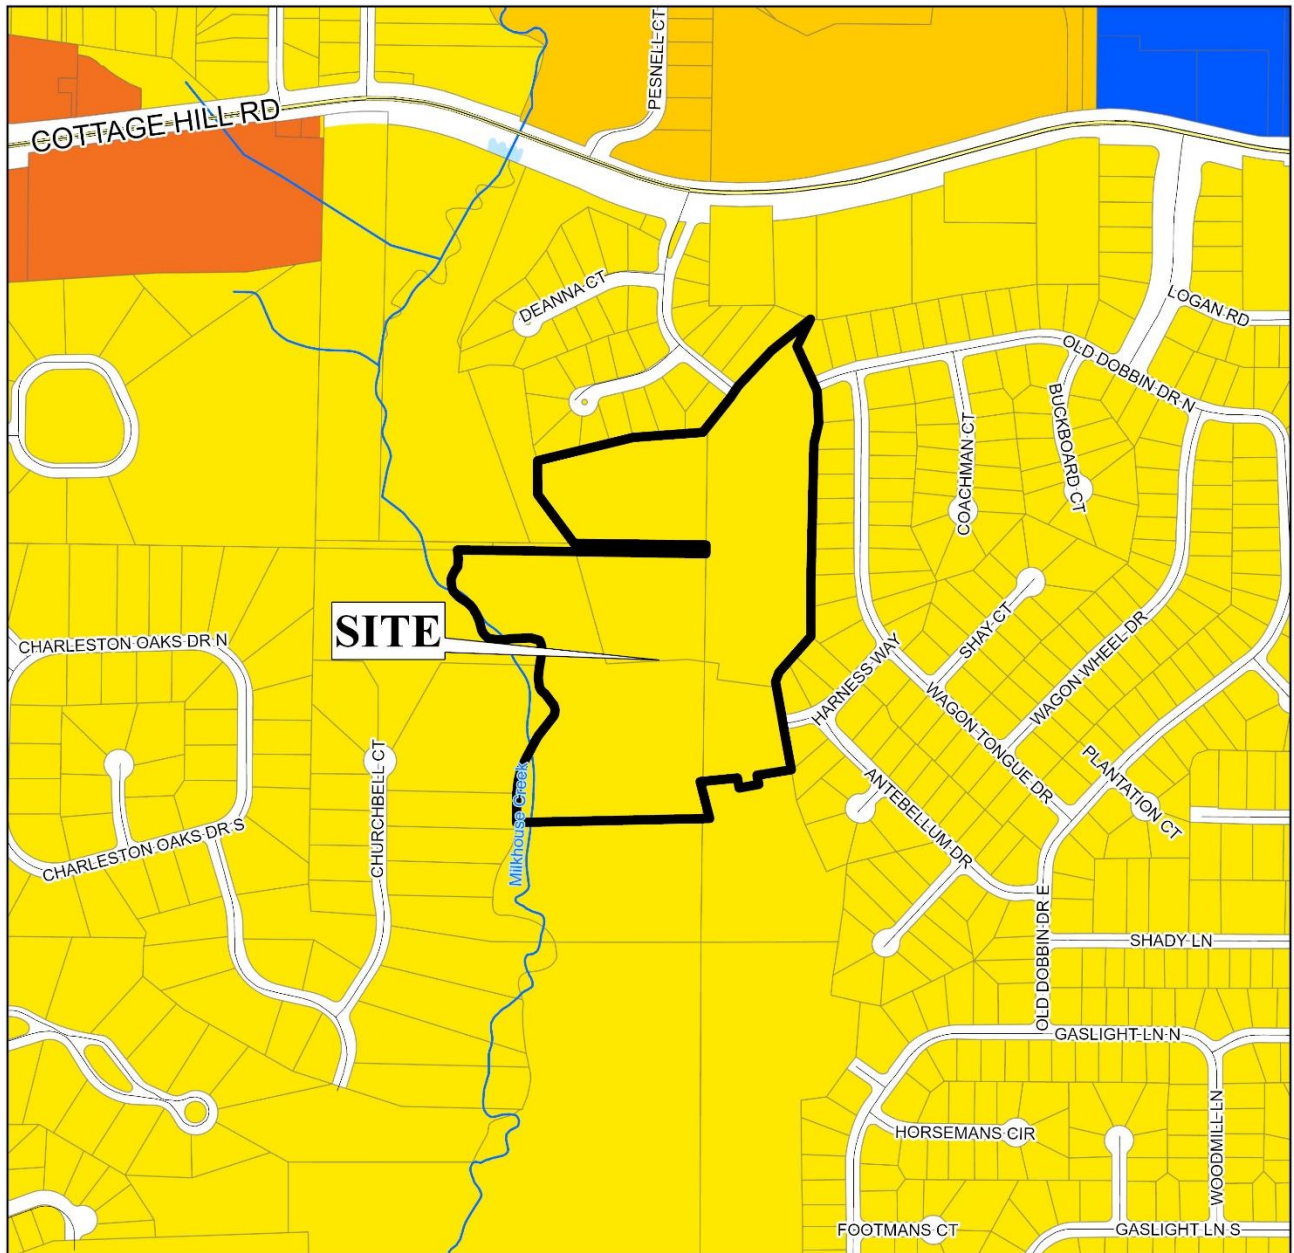 PESNELL CT
COTTAGE HILL RD
DEANNA CT
LOGAN RD
OLD DOBBIN DR N
BUCKBOARD CT
COACHMAN CT
SHAY CT
SITE
CHARLESTON OAKS DR N
HARNESS WAY
WAGON WHEEL DR
WAGON TONGUE DR
CHURCHBELL CT
Milkhouse Creek
PLANTATION CT
ANTEBELLUM DR
CHARLESTON OAKS DR S
OLD DOBBIN DR E
SHADY LN
GASLIGHT LN N
HORSEMANS CIR
WOODMILL LN
FOOTMANS CT
GASLIGHT LN S